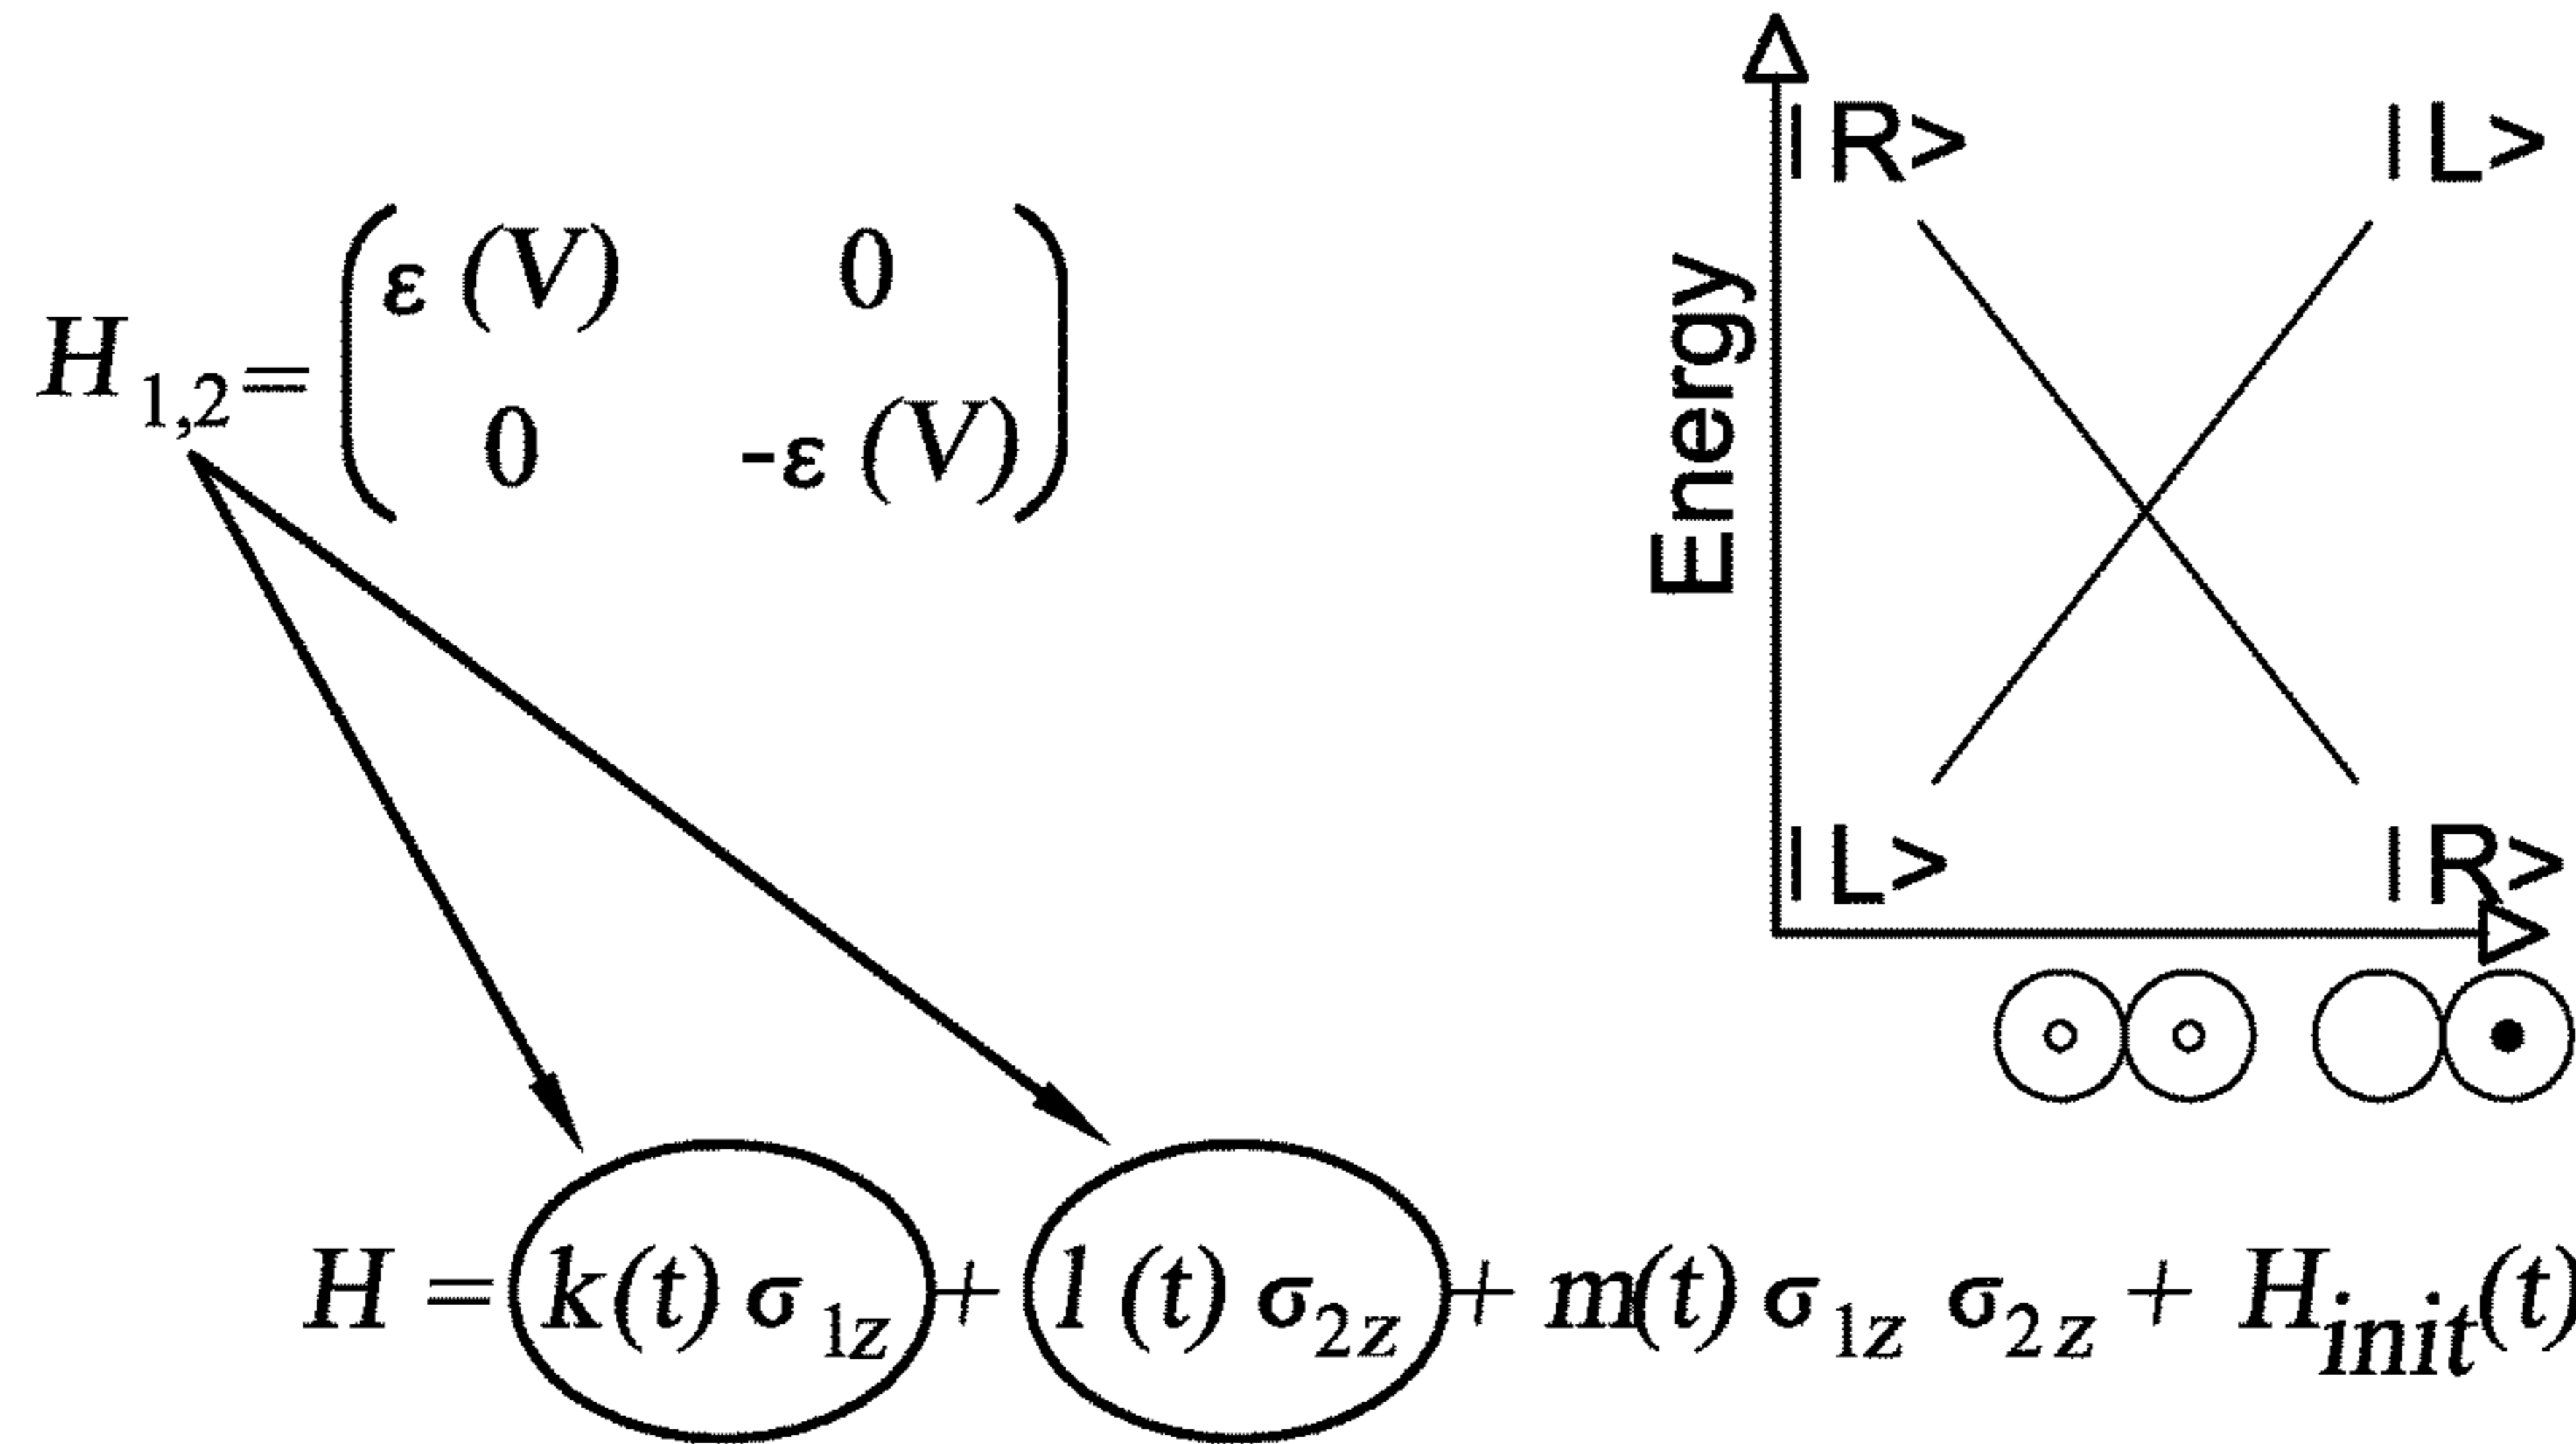 |R> |L>
ε (V) 0
H1,2=
0 -ε (V)
Energy
|L> |R>
H = k(t) σ1z + l (t) σ2z + m(t) σ1z σ2z + Hinit(t)